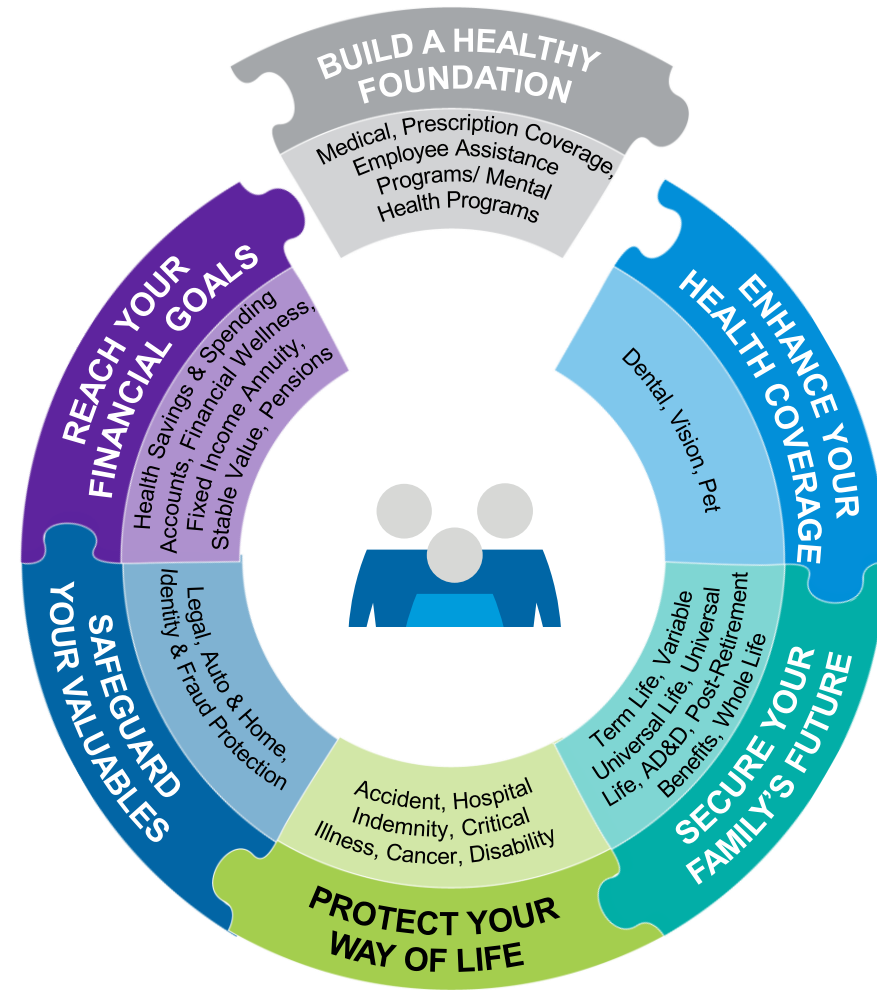 BUILD A HEALTHY
FOUNDATION
Medical, Prescription Coverage,
Employee Assistance
Programs/ Mental
Health Programs
ENHANCE YOUR
HEALTH COVERAGE
Dental, Vision, Pet
SECURE YOUR
FAMILY'S FUTURE
Term Life, Variable
Universal Life, Universal
Life, AD&D, Post-Retirement
Benefits, Whole Life
PROTECT YOUR
WAY OF LIFE
Accident, Hospital
Indemnity, Critical
Illness, Cancer, Disability
SAFEGUARD
YOUR VALUABLES
Legal, Auto & Home,
Identity & Fraud Protection
REACH YOUR
FINANCIAL GOALS
Health Savings & Spending
Accounts, Financial Wellness,
Fixed Income Annuity,
Stable Value, Pensions